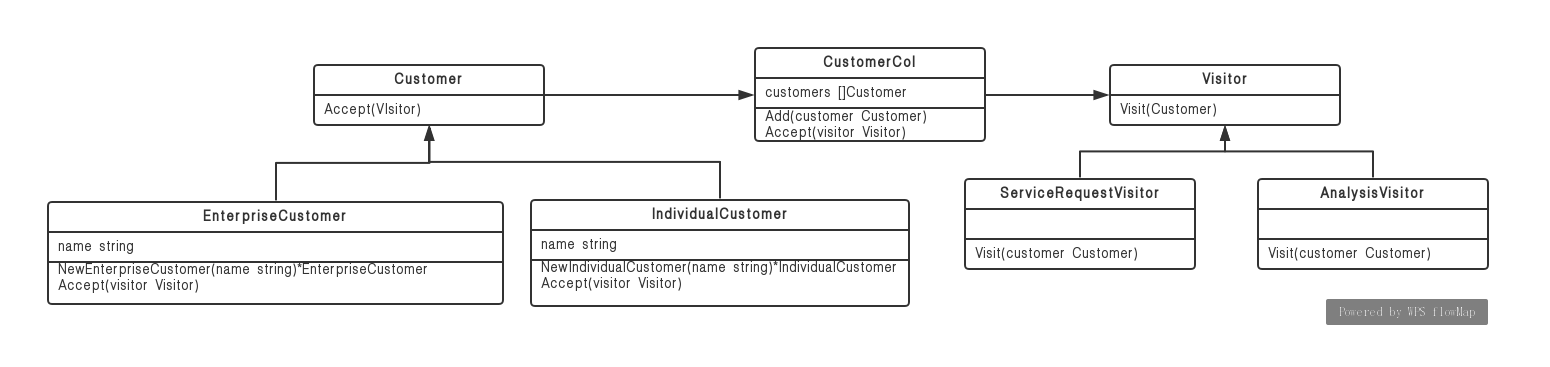 Customer
Accept(VIsitor)
CustomerCol
customers []Customer
Add(customer Customer)
Accept(visitor Visitor)
Visitor
Visit(Customer)
EnterpriseCustomer
name string
NewEnterpriseCustomer(name string)*EnterpriseCustomer
Accept(visitor Visitor)
IndividualCustomer
name string
NewIndividualCustomer(name string)*IndividualCustomer
Accept(visitor Visitor)
ServiceRequestVisitor
Visit(customer Customer)
AnalysisVisitor
Visit(customer Customer)
Powered by WPS flowMap